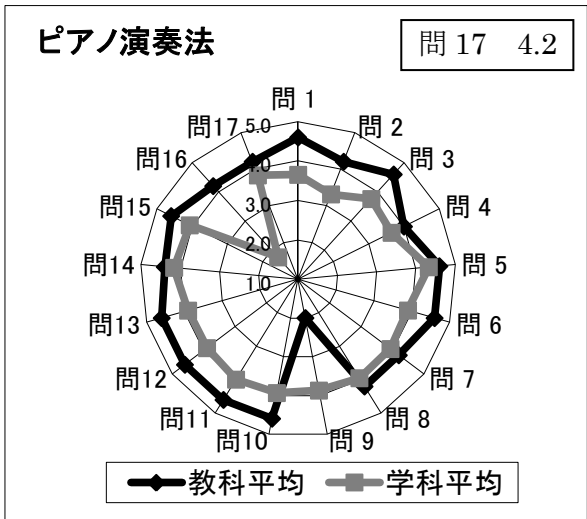 ピアノ演奏法
問 17 4.2
問 1
問 2
問 3
問 4
問 5
問 6
問 7
問 8
問 9
問10
問11
問12
問13
問14
問15
問16
問17
5.0
4.0
3.0
2.0
1.0
教科平均 学科平均